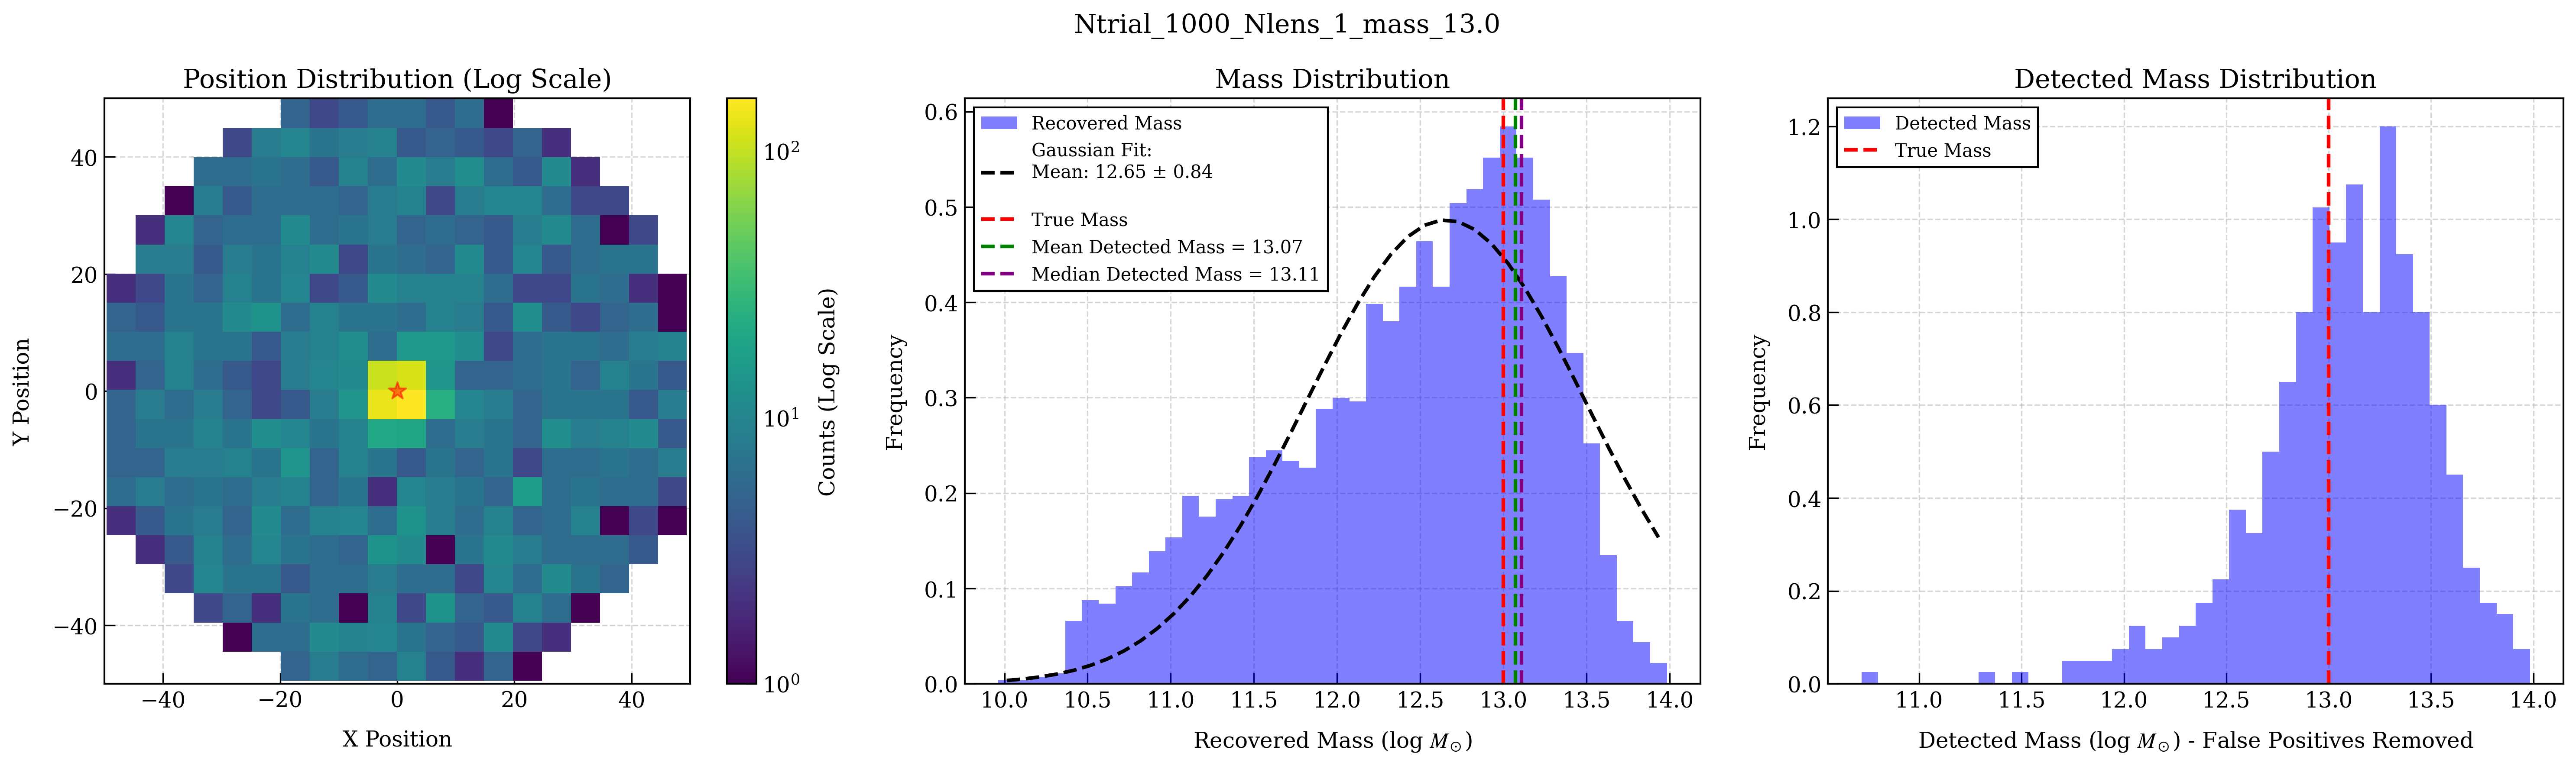 Ntrial_1000_Nlens_1_mass_13.0
Position Distribution (Log Scale)
Y Position
40
20
0
−20
−40
−40 −20 0 20 40
X Position
10²
10¹
10⁰
Counts (Log Scale)
Mass Distribution
Recovered Mass
Gaussian Fit:
Mean: 12.65 ± 0.84
True Mass
Mean Detected Mass = 13.07
Median Detected Mass = 13.11
Frequency
0.6
0.5
0.4
0.3
0.2
0.1
0.0
10.0 10.5 11.0 11.5 12.0 12.5 13.0 13.5 14.0
Recovered Mass (log M⊙)
Detected Mass Distribution
Detected Mass
True Mass
Frequency
1.2
1.0
0.8
0.6
0.4
0.2
0.0
11.0 11.5 12.0 12.5 13.0 13.5 14.0
Detected Mass (log M⊙) - False Positives Removed